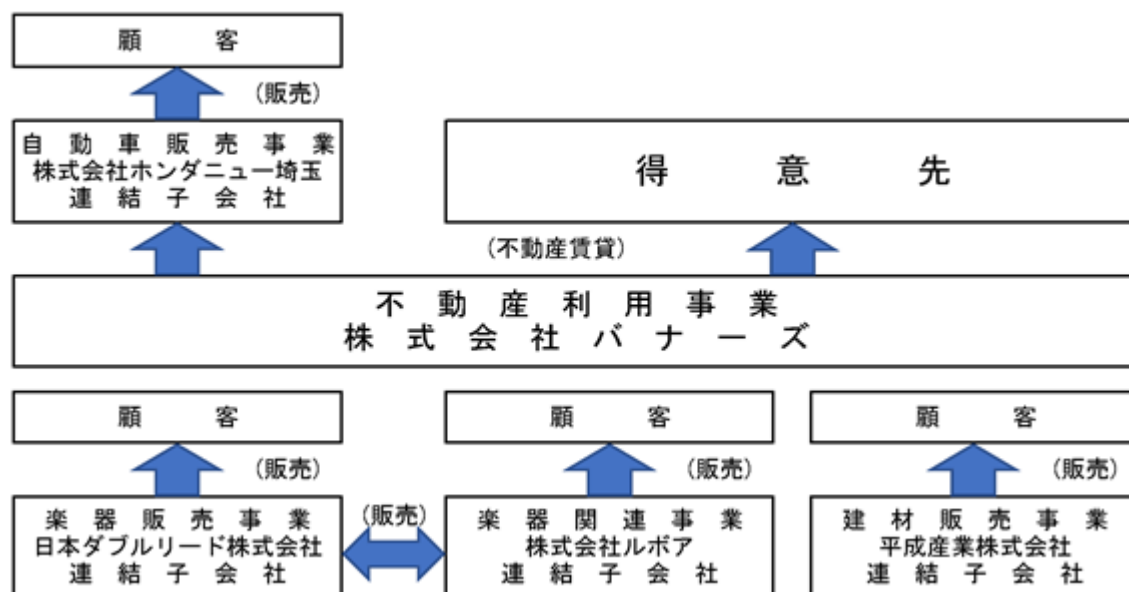 顧　客
(販売)
自動車販売事業
株式会社ホンダニュー埼玉
連結子会社
得意先
(不動産賃貸)
不動産利用事業
株式会社バナーズ
顧　客
(販売)
楽器販売事業
日本ダブルリード株式会社
連結子会社
(販売)
顧　客
(販売)
楽器関連事業
株式会社ルボア
連結子会社
顧　客
(販売)
建材販売事業
平成産業株式会社
連結子会社